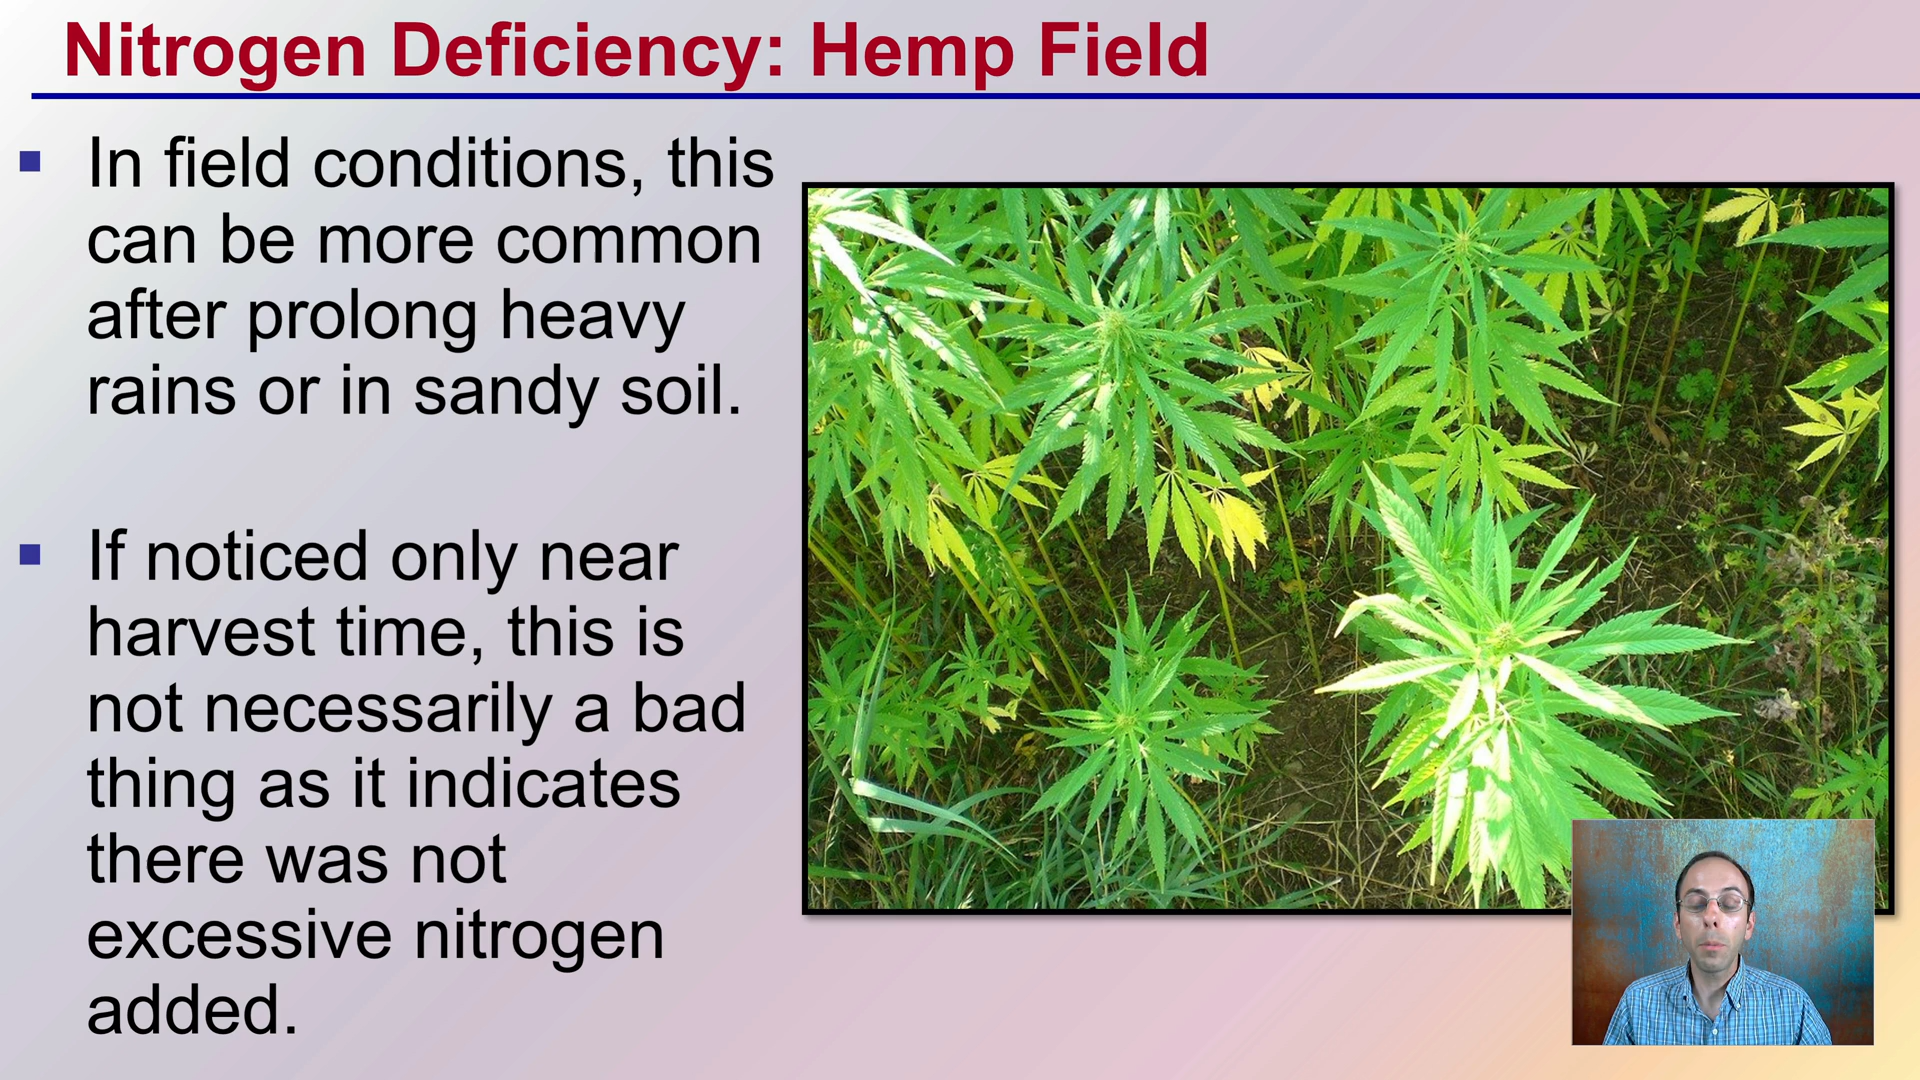 Nitrogen Deficiency: Hemp Field
In field conditions, this
can be more common
after prolong heavy
rains or in sandy soil.
If noticed only near
harvest time, this is
not necessarily a bad
thing as it indicates
there was not
excessive nitrogen
added.